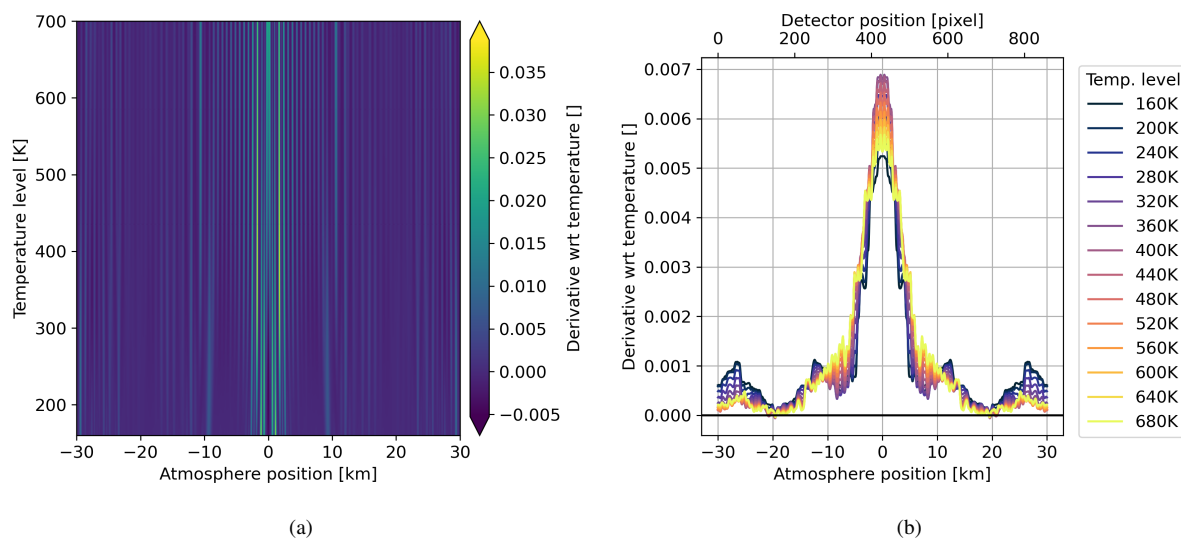 700
600
500
400
300
200
Temperature level [K]
−30
−20
−10
0
10
20
30
Atmosphere position [km]
0.035
0.030
0.025
0.020
0.015
0.010
0.005
0.000
−0.005
Derivative wrt temperature []
(a)
Detector position [pixel]
0
200
400
600
800
0.007
0.006
0.005
0.004
0.003
0.002
0.001
0.000
Derivative wrt temperature []
−30
−20
−10
0
10
20
30
Atmosphere position [km]
Temp. level
160K
200K
240K
280K
320K
360K
400K
440K
480K
520K
560K
600K
640K
680K
(b)